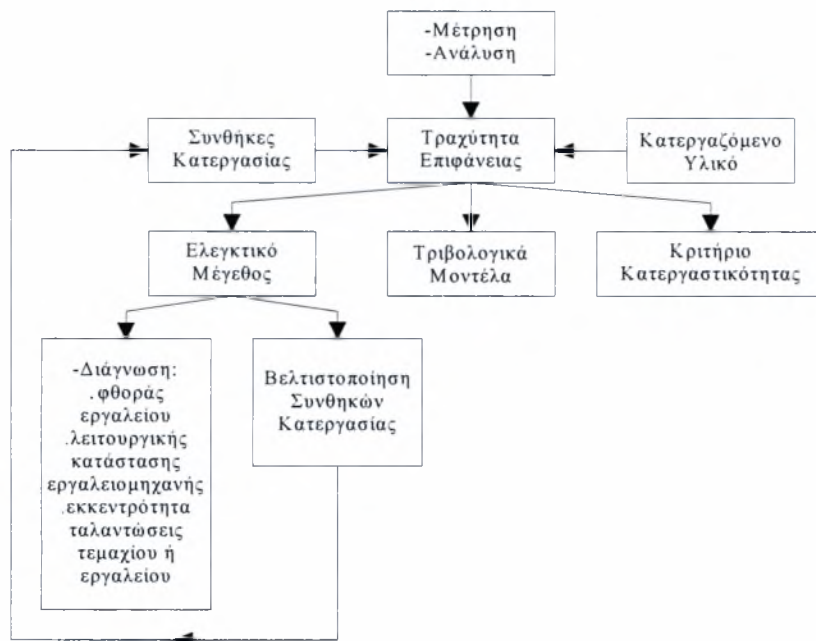 -Μέτρηση
-Ανάλυση
Συνθήκες
Κατεργασίας
Τραχύτητα
Επιφάνειας
Κατεργαζόμενο
Υλικό
Ελεγκτικό
Μέγεθος
Τριβολογικά
Μοντέλα
Κριτήριο
Κατεργαστικότητας
-Διάγνωση:
.φθοράς
εργαλείου
.λειτουργικής
κατάστασης
εργαλειομηχανής
.εκκεντρότητα
ταλαντώσεις
τεμαχίου ή
εργαλείου
Βελτιστοποίηση
Συνθηκών
Κατεργασίας